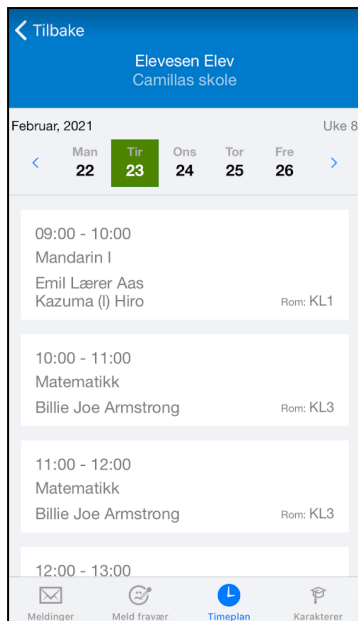 Tilbake
Elevesen Elev
Camillas skole
Februar, 2021 Uke 8
Man Tir Ons Tor Fre
22 23 24 25 26
09:00 - 10:00
Mandarin I
Emil Lærer Aas
Kazuma (l) Hiro Rom: KL1
10:00 - 11:00
Matematikk
Billie Joe Armstrong Rom: KL3
11:00 - 12:00
Matematikk
Billie Joe Armstrong Rom: KL3
12:00 - 13:00
Meldinger Meld fravær Timeplan Karakterer